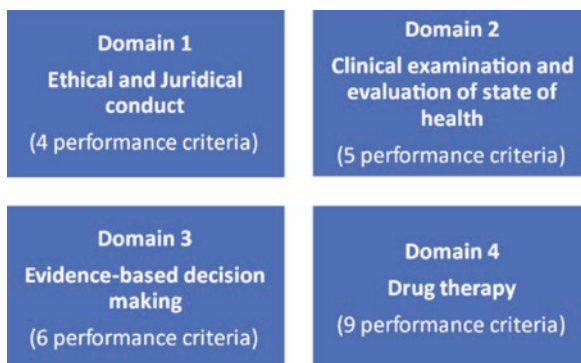 Domain 1
Ethical and Juridical
conduct
(4 performance criteria)
Domain 2
Clinical examination and
evaluation of state of
health
(5 performance criteria)
Domain 3
Evidence-based decision
making
(6 performance criteria)
Domain 4
Drug therapy
(9 performance criteria)